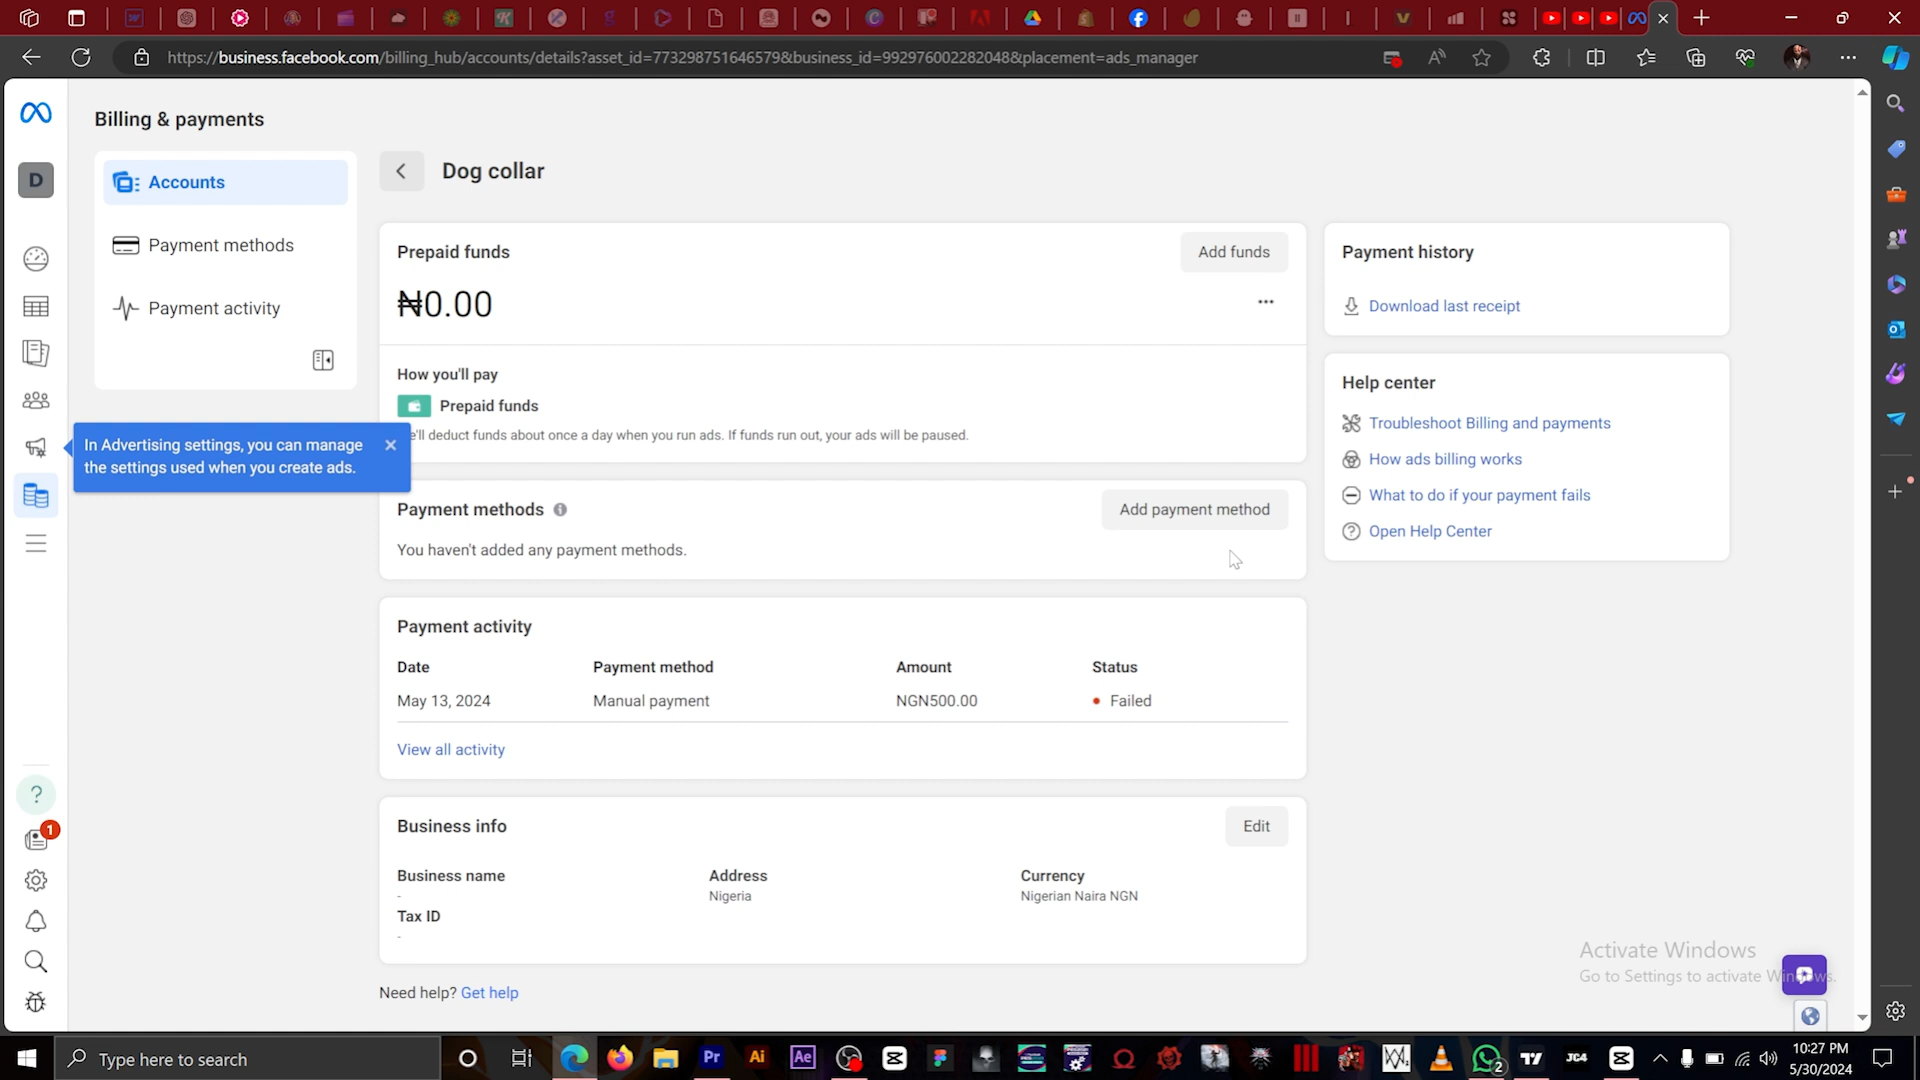 https://business.facebook.com/billing_hub/accounts/details?asset_id=773298751646579&business_id=992976002282048&placement=ads_manager
Billing & payments
D
Accounts
Payment methods
Payment activity
Dog collar
Prepaid funds
Add funds
₦0.00
How you'll pay
Prepaid funds
e'll deduct funds about once a day when you run ads. If funds run out, your ads will be paused.
In Advertising settings, you can manage
the settings used when you create ads.
Payment methods
Add payment method
You haven't added any payment methods.
Payment activity
Date Payment method Amount Status
May 13, 2024 Manual payment NGN500.00 Failed
View all activity
Business info
Edit
Business name Address Currency
- Nigeria Nigerian Naira NGN
Tax ID
-
Need help? Get help
Payment history
Download last receipt
Help center
Troubleshoot Billing and payments
How ads billing works
What to do if your payment fails
Open Help Center
1
Activate Windows
Go to Settings to activate Windows.
Type here to search
Pr
Ai
Ae
2
JC4
10:27 PM
5/30/2024